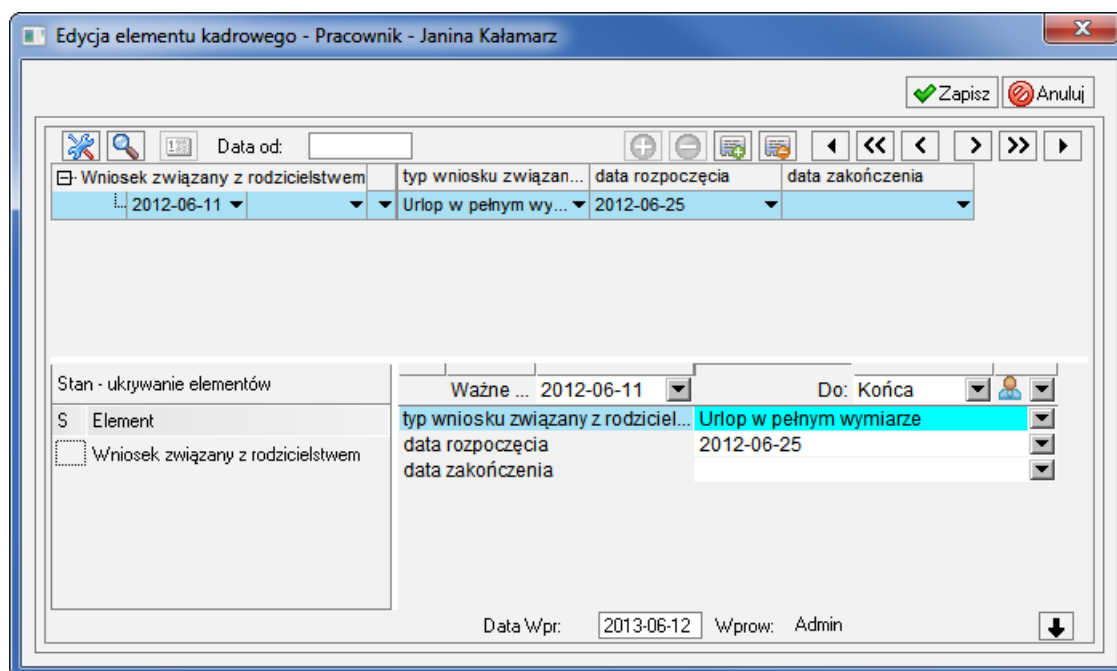 Edycja elementu kadrowego - Pracownik - Janina Kałamarz
Zapisz Anuluj
Data od:
Wniosek związany z rodzicielstwem typ wniosku związan... data rozpoczęcia data zakończenia
2012-06-11 Urlop w pełnym wy... 2012-06-25
Stan - ukrywanie elementów
Ważne ... 2012-06-11 Do: Końca
S Element
typ wniosku związany z rodziciel... Urlop w pełnym wymiarze
Wniosek związany z rodzicielstwem
data rozpoczęcia 2012-06-25
data zakończenia
Data Wpr: 2013-06-12 Wprow: Admin